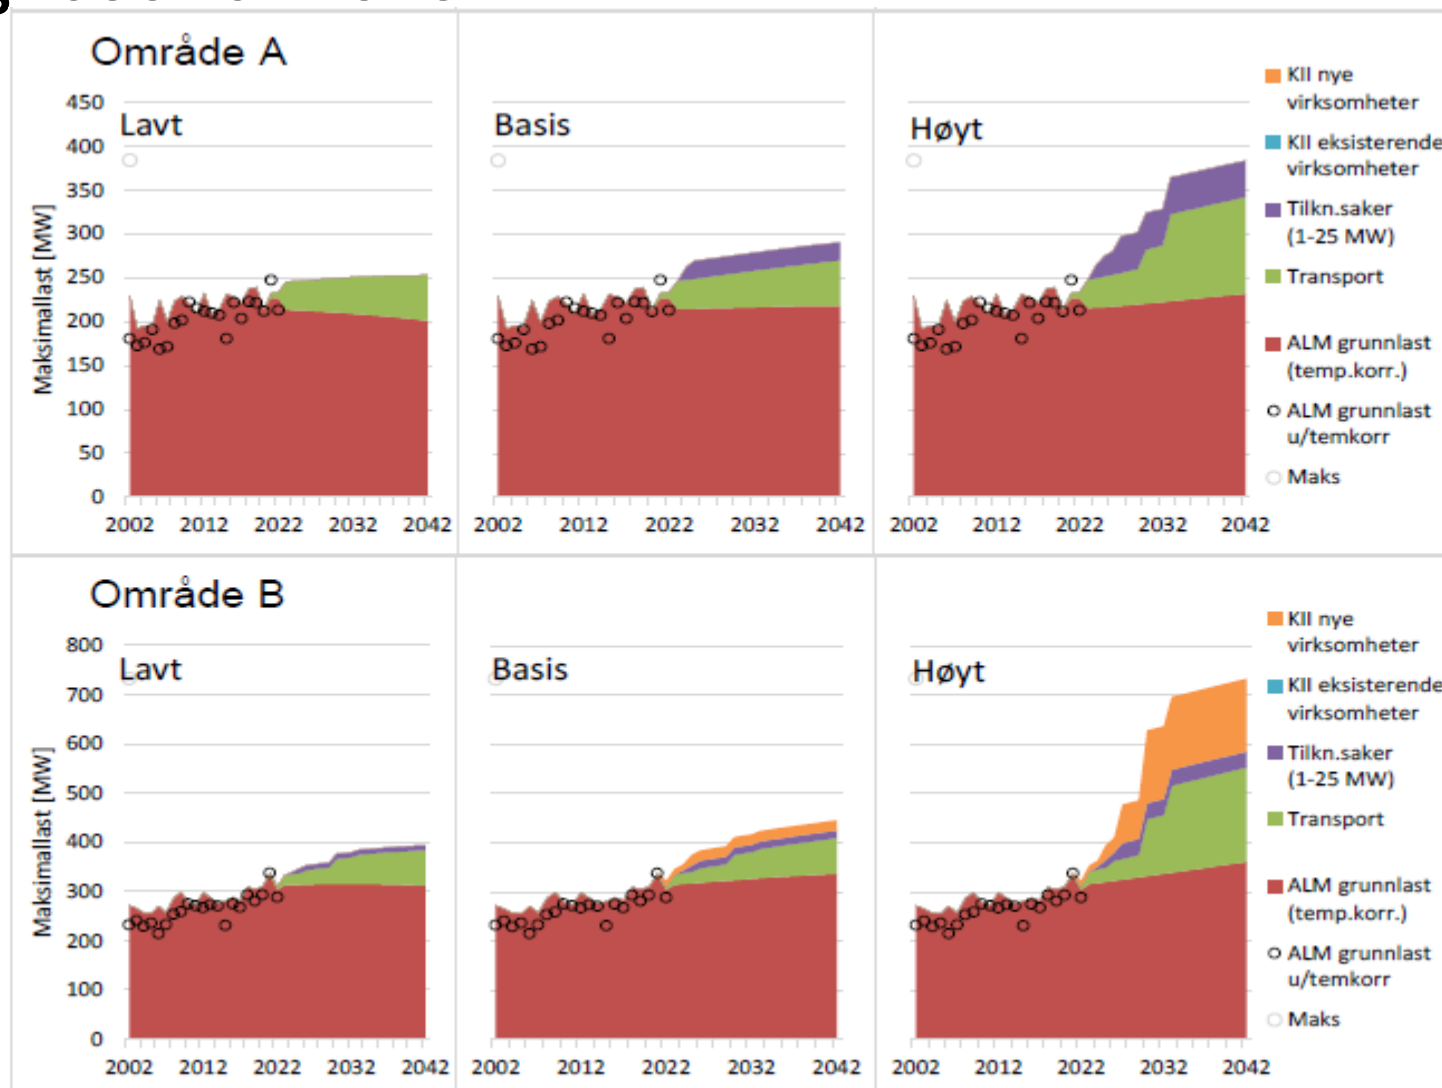 Område A
450
400
350
300
250
200
150
100
50
0
Maksimallast [MW]
Lavt
2002 2012 2022 2032 2042
Basis
2002 2012 2022 2032 2042
Høyt
2002 2012 2022 2032 2042
KII nye
virksomheter
KII eksisterende
virksomheter
Tilkn.saker
(1-25 MW)
Transport
ALM grunnlast
(temp.korr.)
ALM grunnlast
u/temkorr
Maks
Område B
800
700
600
500
400
300
200
100
0
Maksimallast [MW]
Lavt
2002 2012 2022 2032 2042
Basis
2002 2012 2022 2032 2042
Høyt
2002 2012 2022 2032 2042
KII nye
virksomheter
KII eksisterende
virksomheter
Tilkn.saker
(1-25 MW)
Transport
ALM grunnlast
(temp.korr.)
ALM grunnlast
u/temkorr
Maks